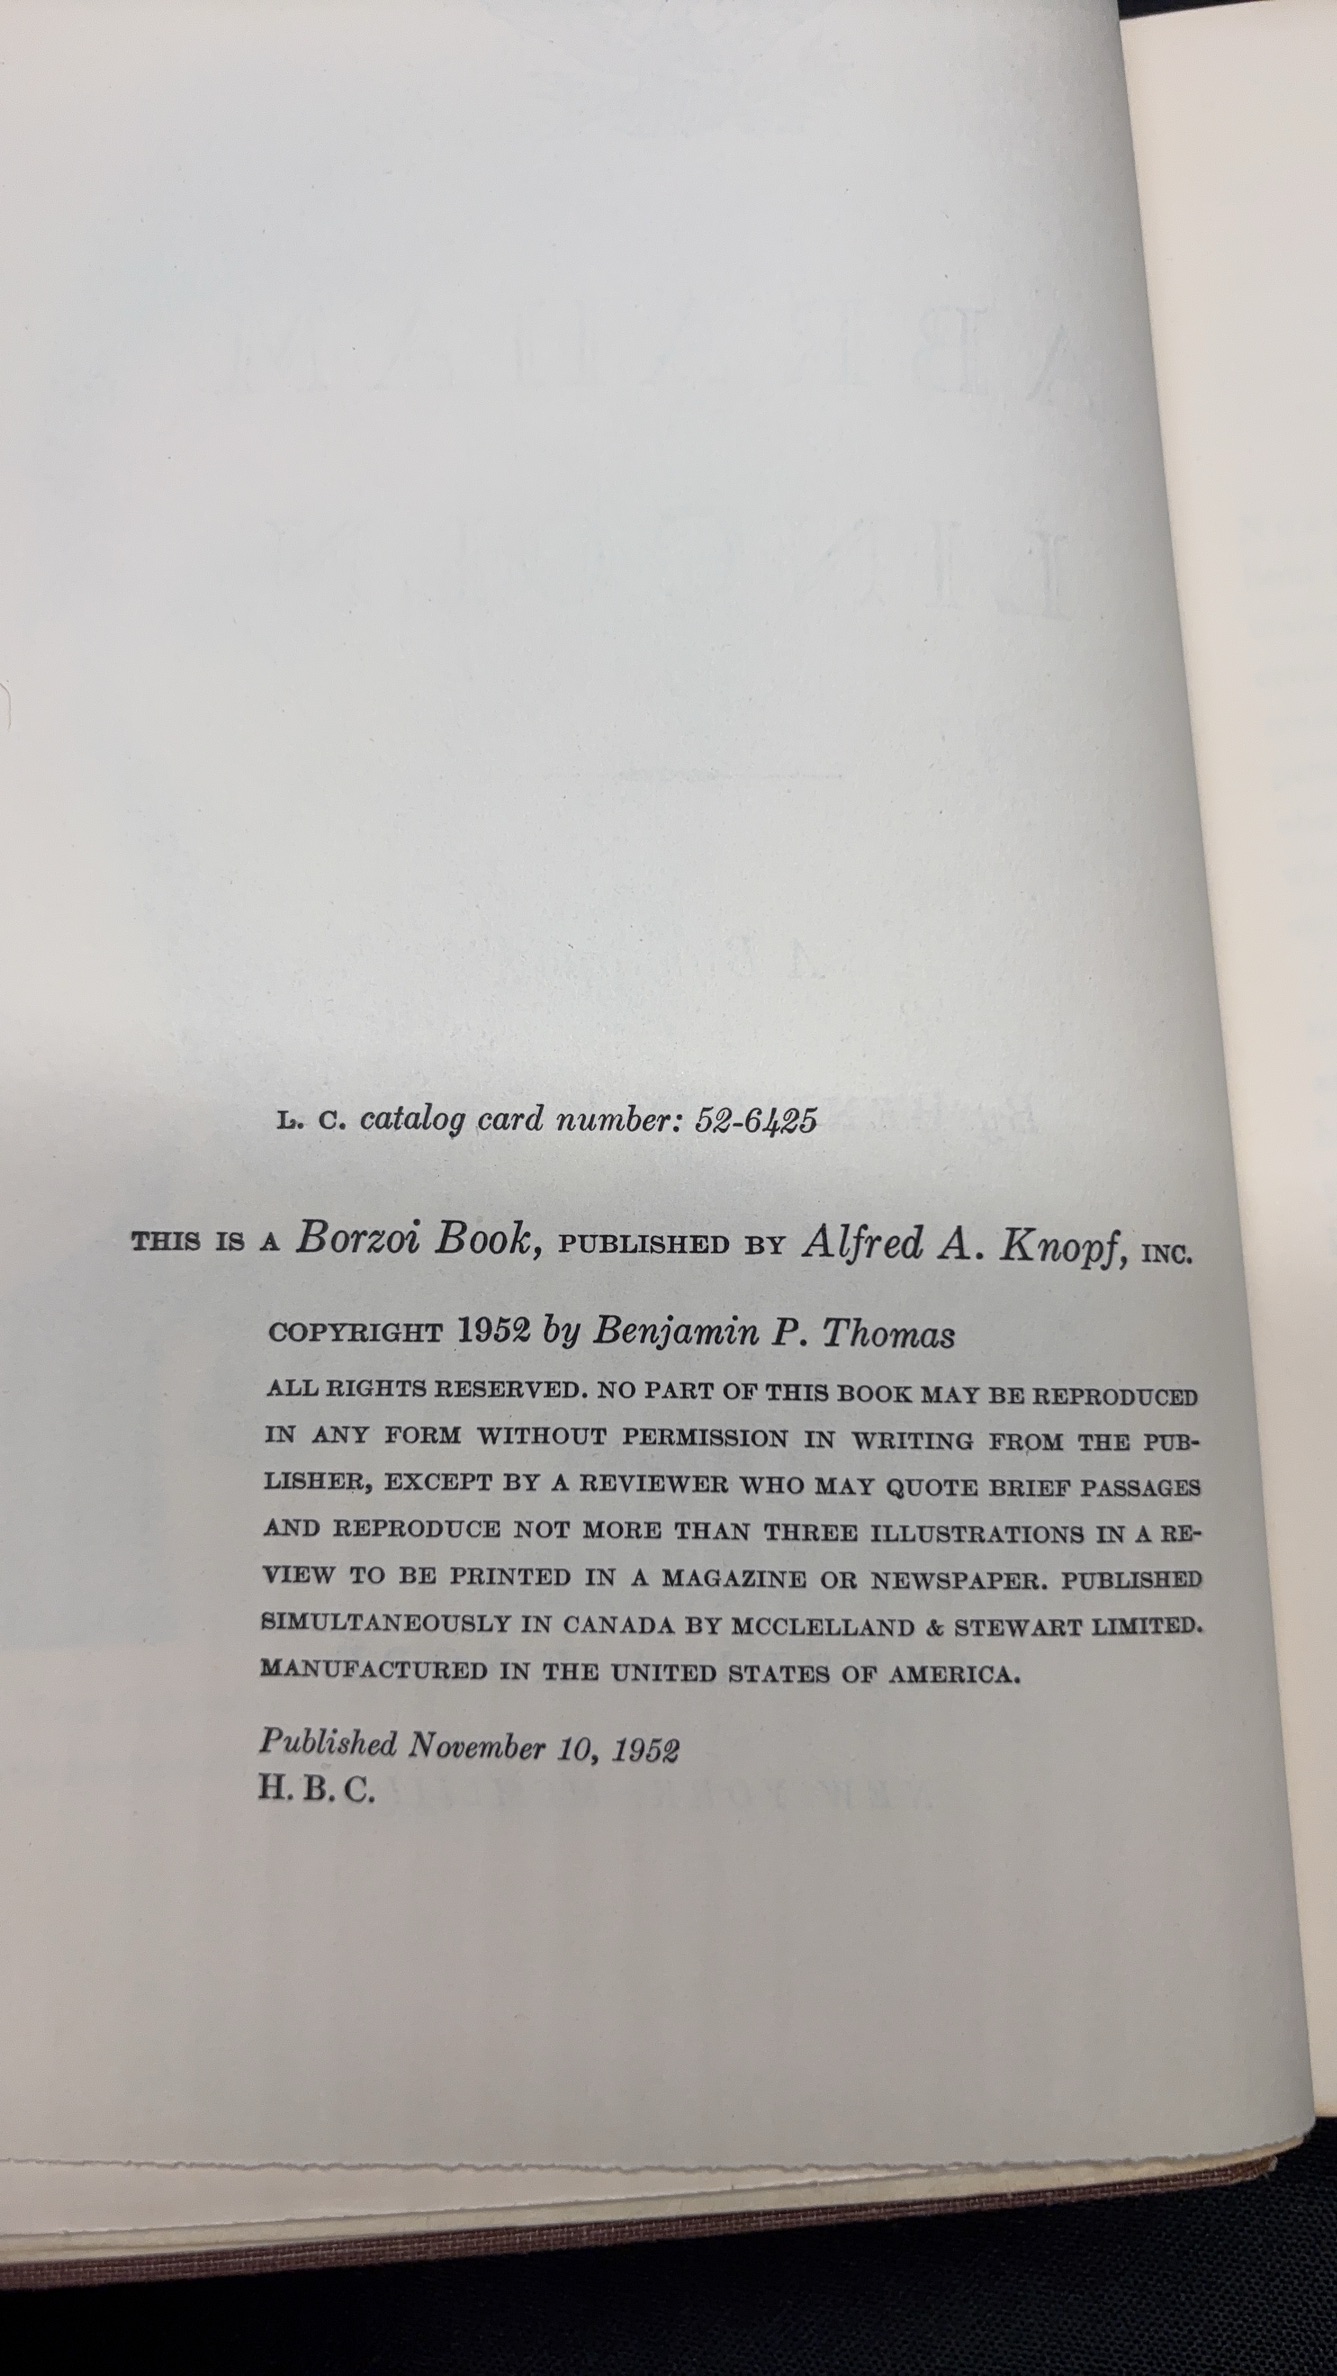 L. C. catalog card number: 52-6425
THIS IS A Borzoi Book, PUBLISHED BY Alfred A. Knopf, INC.
COPYRIGHT 1952 by Benjamin P. Thomas
ALL RIGHTS RESERVED. NO PART OF THIS BOOK MAY BE REPRODUCED
IN ANY FORM WITHOUT PERMISSION IN WRITING FROM THE PUB-
LISHER, EXCEPT BY A REVIEWER WHO MAY QUOTE BRIEF PASSAGES
AND REPRODUCE NOT MORE THAN THREE ILLUSTRATIONS IN A RE-
VIEW TO BE PRINTED IN A MAGAZINE OR NEWSPAPER. PUBLISHED
SIMULTANEOUSLY IN CANADA BY MCCLELLAND & STEWART LIMITED.
MANUFACTURED IN THE UNITED STATES OF AMERICA.
Published November 10, 1952
H. B. C.